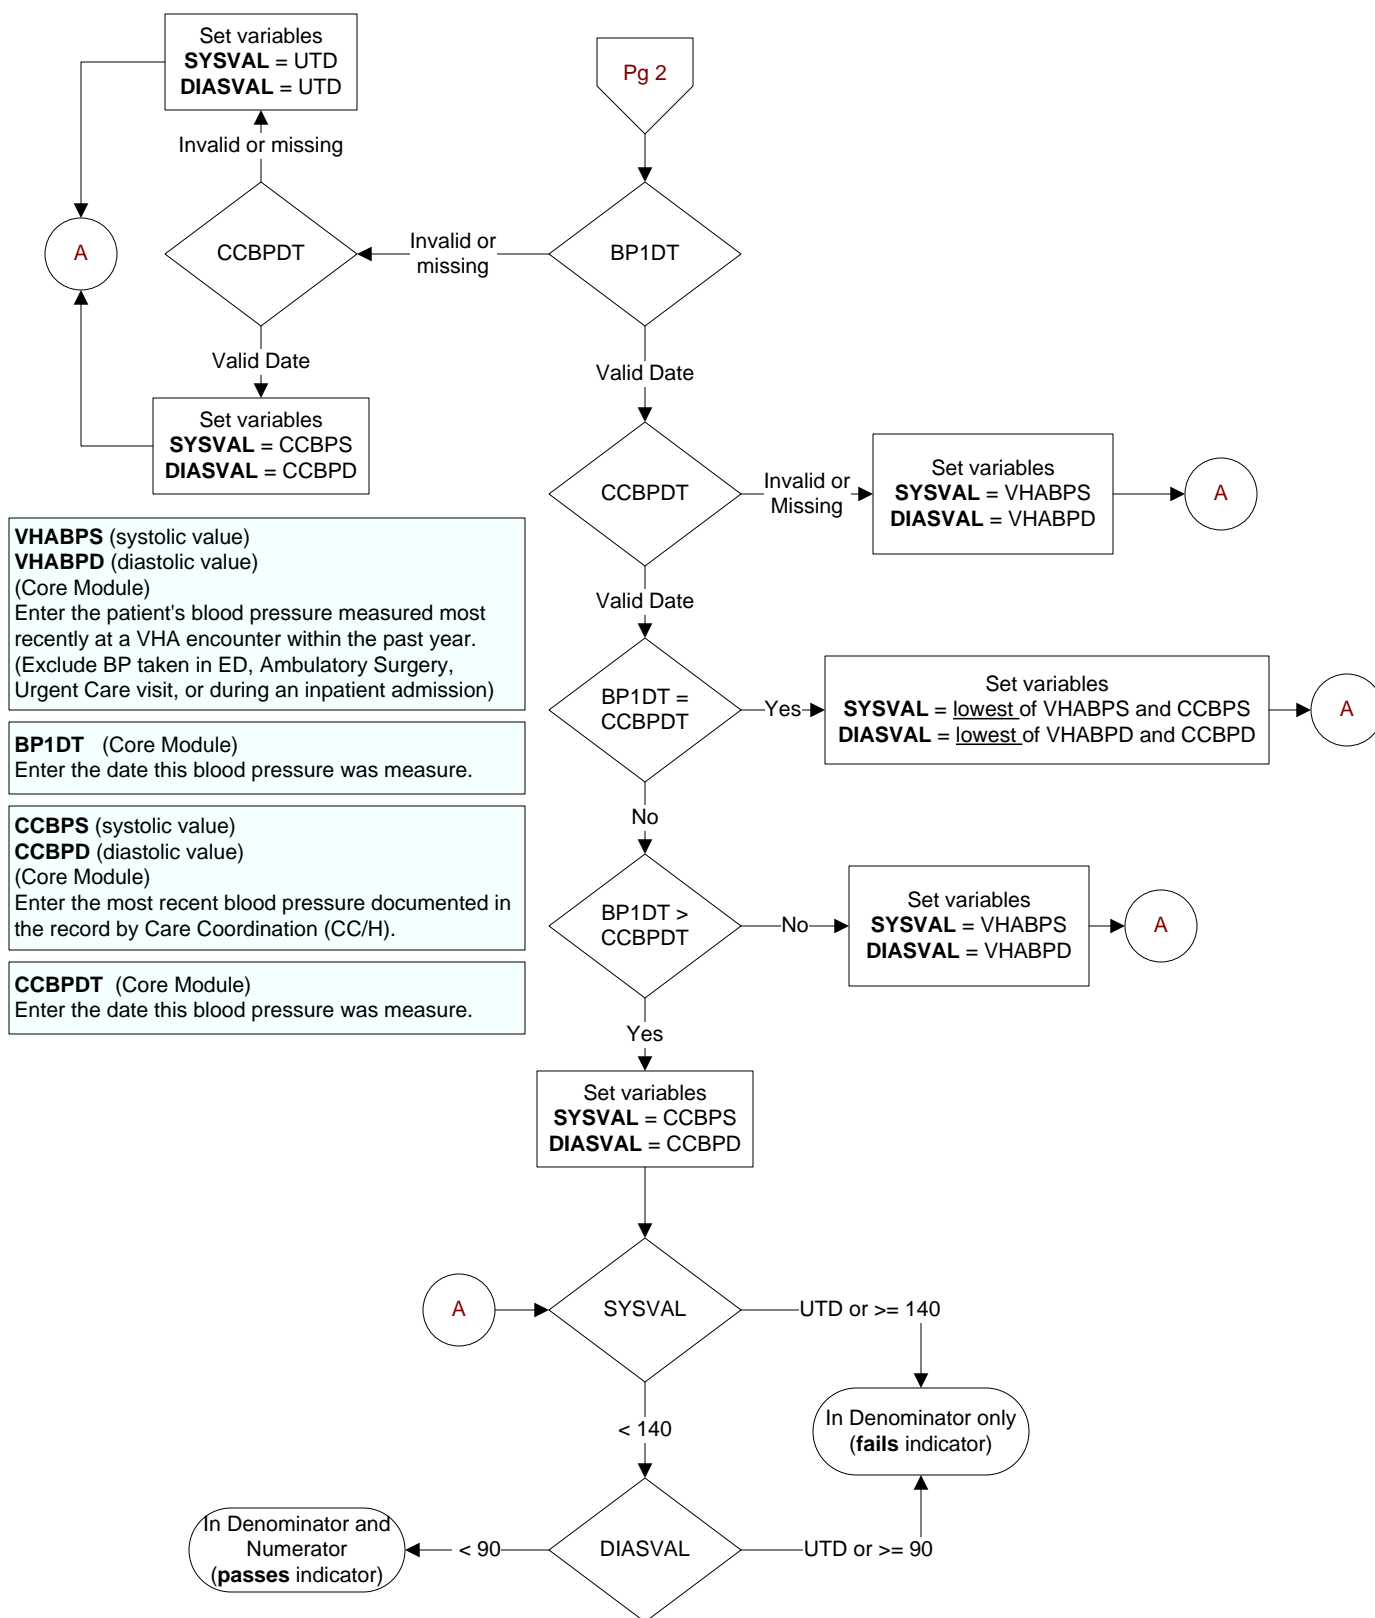 Set variables
SYSVAL = UTD
DIASVAL = UTD
Pg 2
Invalid or missing
A
CCBPDT
Invalid or
missing
BP1DT
Valid Date
Valid Date
Set variables
SYSVAL = CCBPS
DIASVAL = CCBPD
CCBPDT
Invalid or
Missing
Set variables
SYSVAL = VHABPS
DIASVAL = VHABPD
A
VHABPS (systolic value)
VHABPD (diastolic value)
(Core Module)
Enter the patient's blood pressure measured most
recently at a VHA encounter within the past year.
(Exclude BP taken in ED, Ambulatory Surgery,
Urgent Care visit, or during an inpatient admission)
Valid Date
BP1DT =
CCBPDT
Yes
Set variables
SYSVAL = lowest of VHABPS and CCBPS
DIASVAL = lowest of VHABPD and CCBPD
A
BP1DT (Core Module)
Enter the date this blood pressure was measure.
No
CCBPS (systolic value)
CCBPD (diastolic value)
(Core Module)
Enter the most recent blood pressure documented in
the record by Care Coordination (CC/H).
BP1DT >
CCBPDT
No
Set variables
SYSVAL = VHABPS
DIASVAL = VHABPD
A
CCBPDT (Core Module)
Enter the date this blood pressure was measure.
Yes
Set variables
SYSVAL = CCBPS
DIASVAL = CCBPD
A
SYSVAL
UTD or >= 140
In Denominator only
(fails indicator)
< 140
In Denominator and
Numerator
(passes indicator)
< 90
DIASVAL
UTD or >= 90